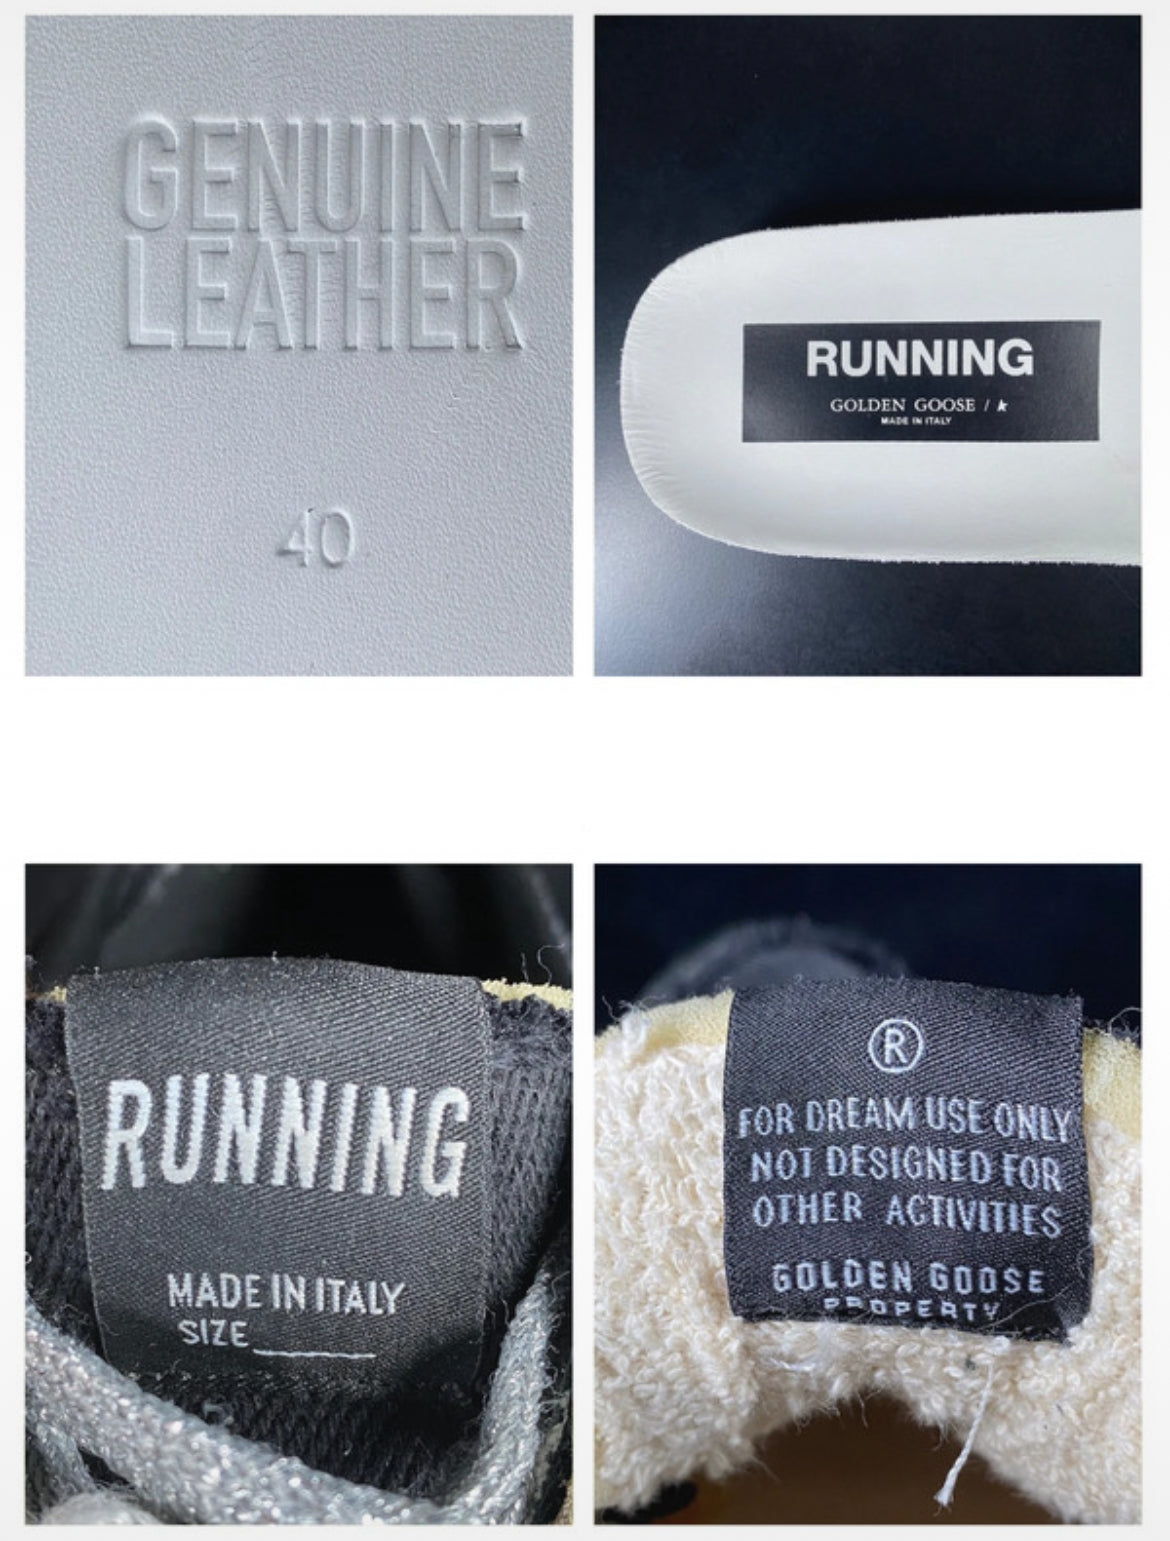 GENUINE
LEATHER
40
RUNNING
GOLDEN GOOSE /
MADE IN ITALY
RUNNING
MADE IN ITALY
SIZE
®
FOR DREAM USE ONLY
NOT DESIGNED FOR
OTHER ACTIVITIES
GOLDEN GOOSE
PROPERTY